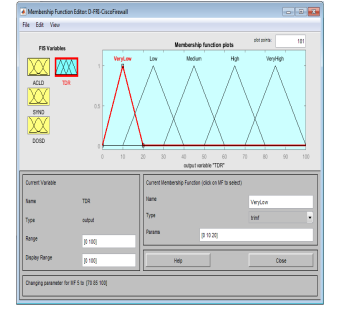 Membership Function Editor: D-FIS-CiscoFirewall
File Edit View
FIS Variables
Membership function plots
plot points:
101
VeryLow Low Medium High VeryHigh
ACLD
TDR
SYND
DOSD
1
0.5
0
0 10 20 30 40 50 60 70 80 90 100
output variable "TDR"
Current Variable
Current Membership Function (click on MF to select)
Name
TDR
Name
VeryLow
Type
output
Type
trimf
Params
[0 10 20]
Range
[0 100]
Display Range
[0 100]
Help
Close
Changing parameter for MF 5 to [70 85 100]